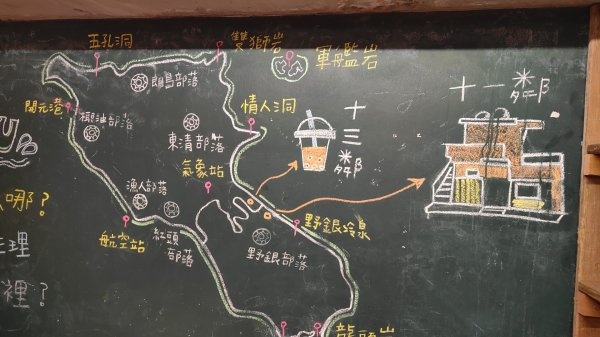 五孔洞
雙獅岩
軍艦岩
朗島部落
開元港
椰油部落
情人洞
東清部落
氣象站
十三鄰
十一鄰
漁人部落
航空站
紅頭部落
野銀冷泉
野銀部落
龍頭岩
哪?
理
裡?